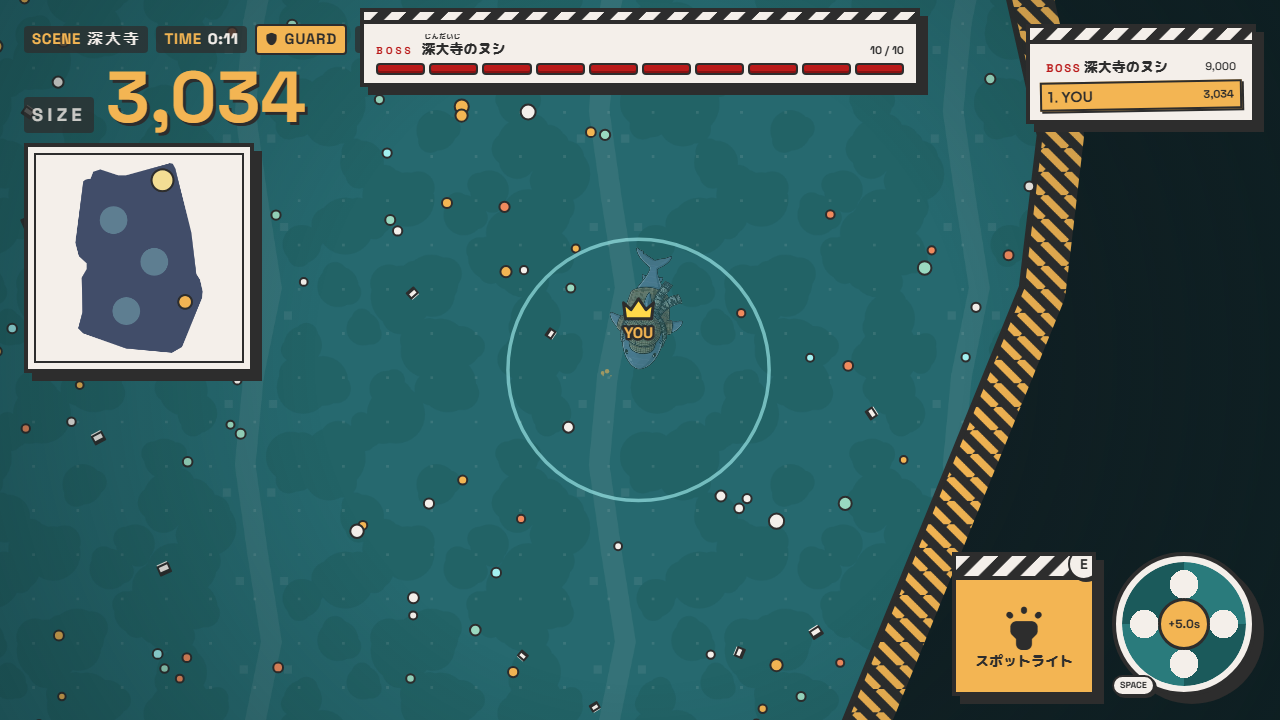 SCENE 深大寺
TIME 0:11
GUARD
SIZE 3,034
じんだいじ
BOSS 深大寺のヌシ 10 / 10
BOSS 深大寺のヌシ 9,000
1. YOU 3,034
YOU
E
スポットライト
+5.0s
SPACE